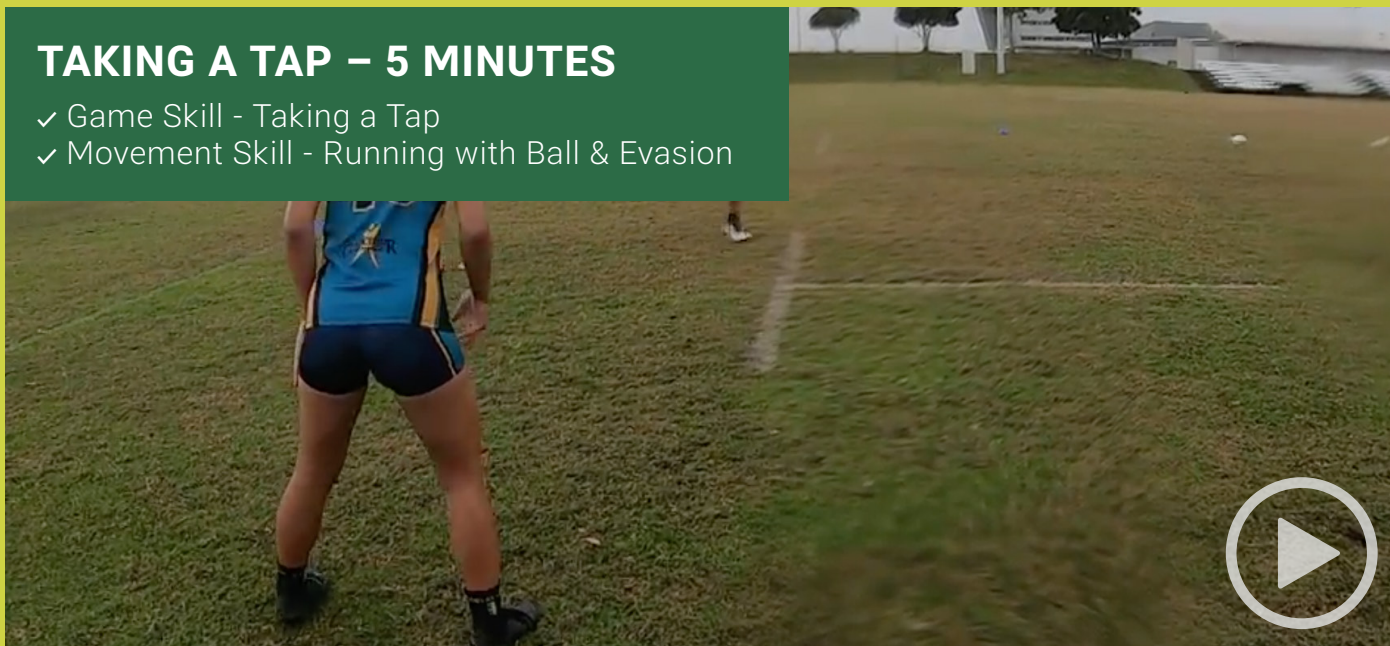 TAKING A TAP – 5 MINUTES
✓ Game Skill - Taking a Tap
✓ Movement Skill - Running with Ball & Evasion